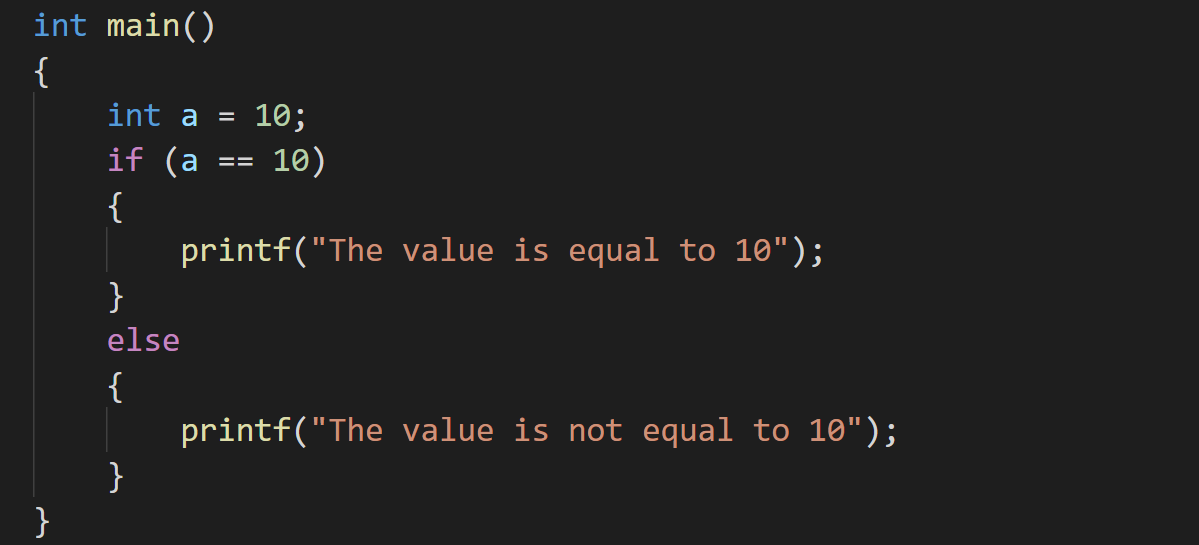 int main()
{
    int a = 10;
    if (a == 10)
    {
        printf("The value is equal to 10");
    }
    else
    {
        printf("The value is not equal to 10");
    }
}